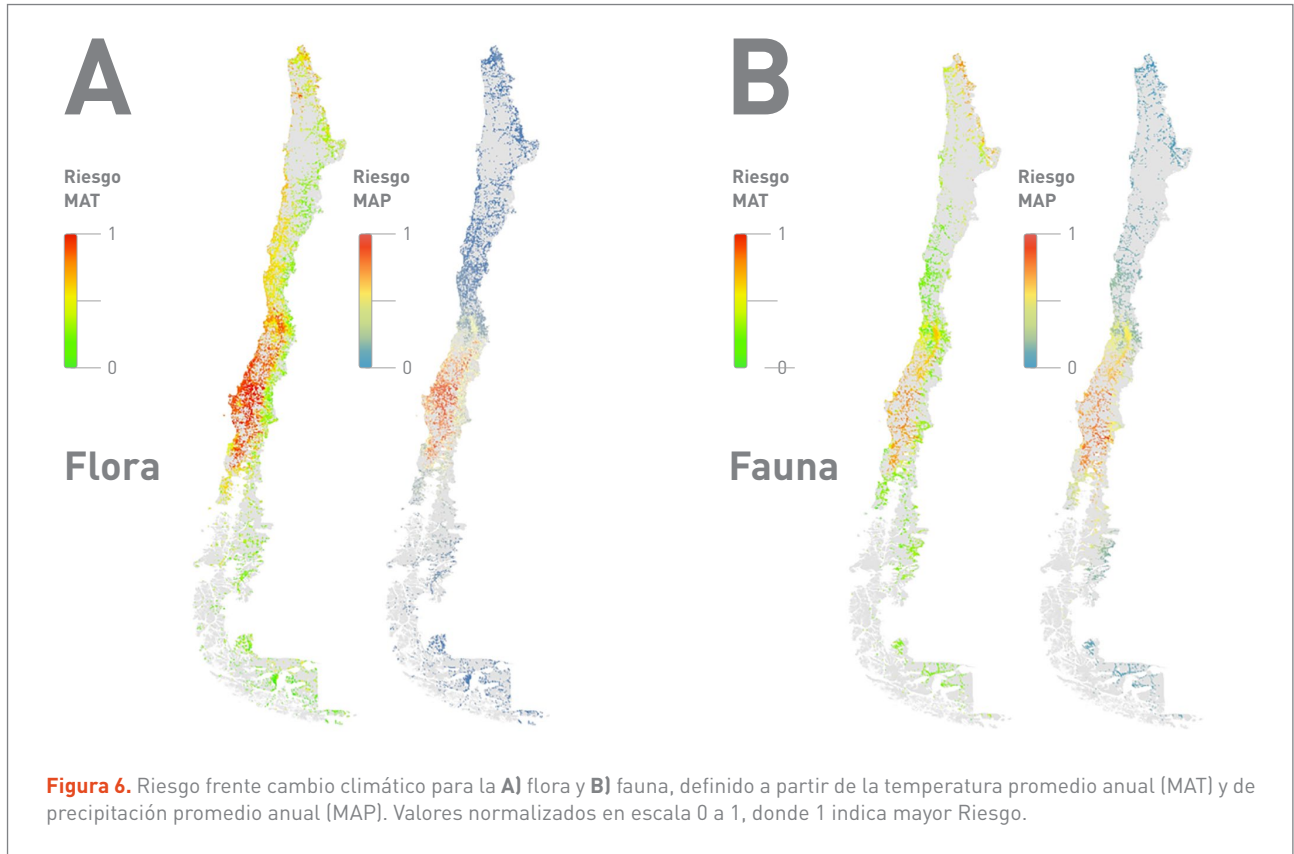 A
Riesgo
MAT
1
0
Riesgo
MAP
1
0
Flora
B
Riesgo
MAT
1
0
Riesgo
MAP
1
0
Fauna
Figura 6. Riesgo frente cambio climático para la A) flora y B) fauna, definido a partir de la temperatura promedio anual (MAT) y de
precipitación promedio anual (MAP). Valores normalizados en escala 0 a 1, donde 1 indica mayor Riesgo.